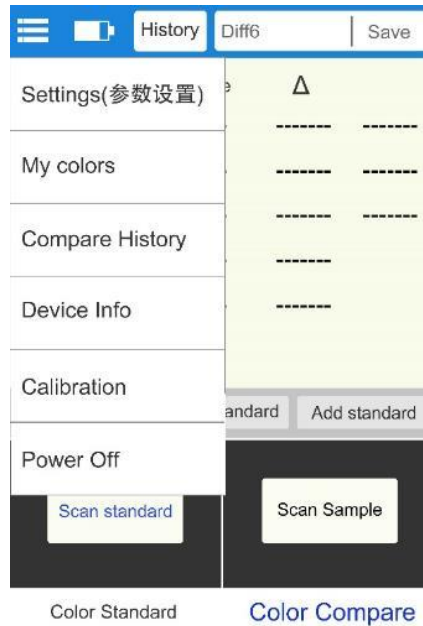 History Diff6 Save
Settings(参数设置)
Δ
------- -------
My colors
------- -------
------- -------
Compare History
-------
Device Info
-------
Calibration
Add standard
Power Off
Scan standard
Scan Sample
Color Standard
Color Compare